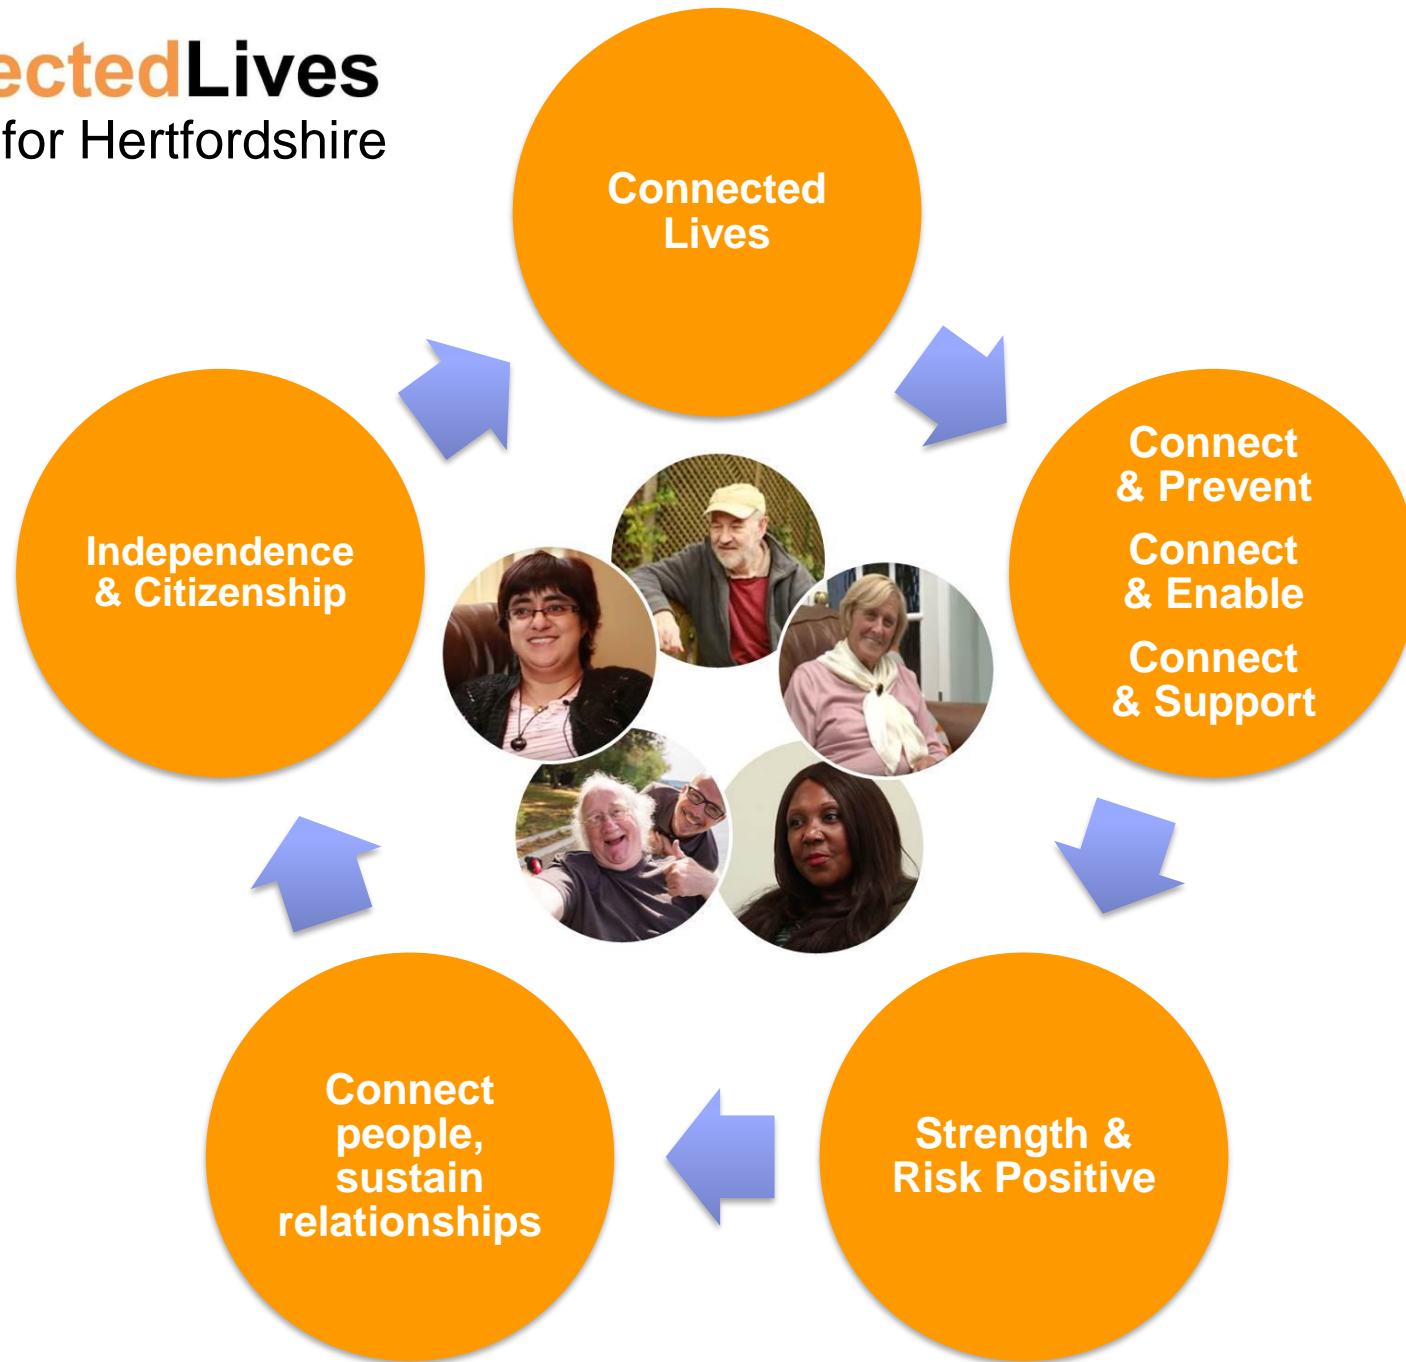 ectedLives
for Hertfordshire
Connected
Lives
Connect
& Prevent
Connect
& Enable
Connect
& Support
Strength &
Risk Positive
Connect
people,
sustain
relationships
Independence
& Citizenship